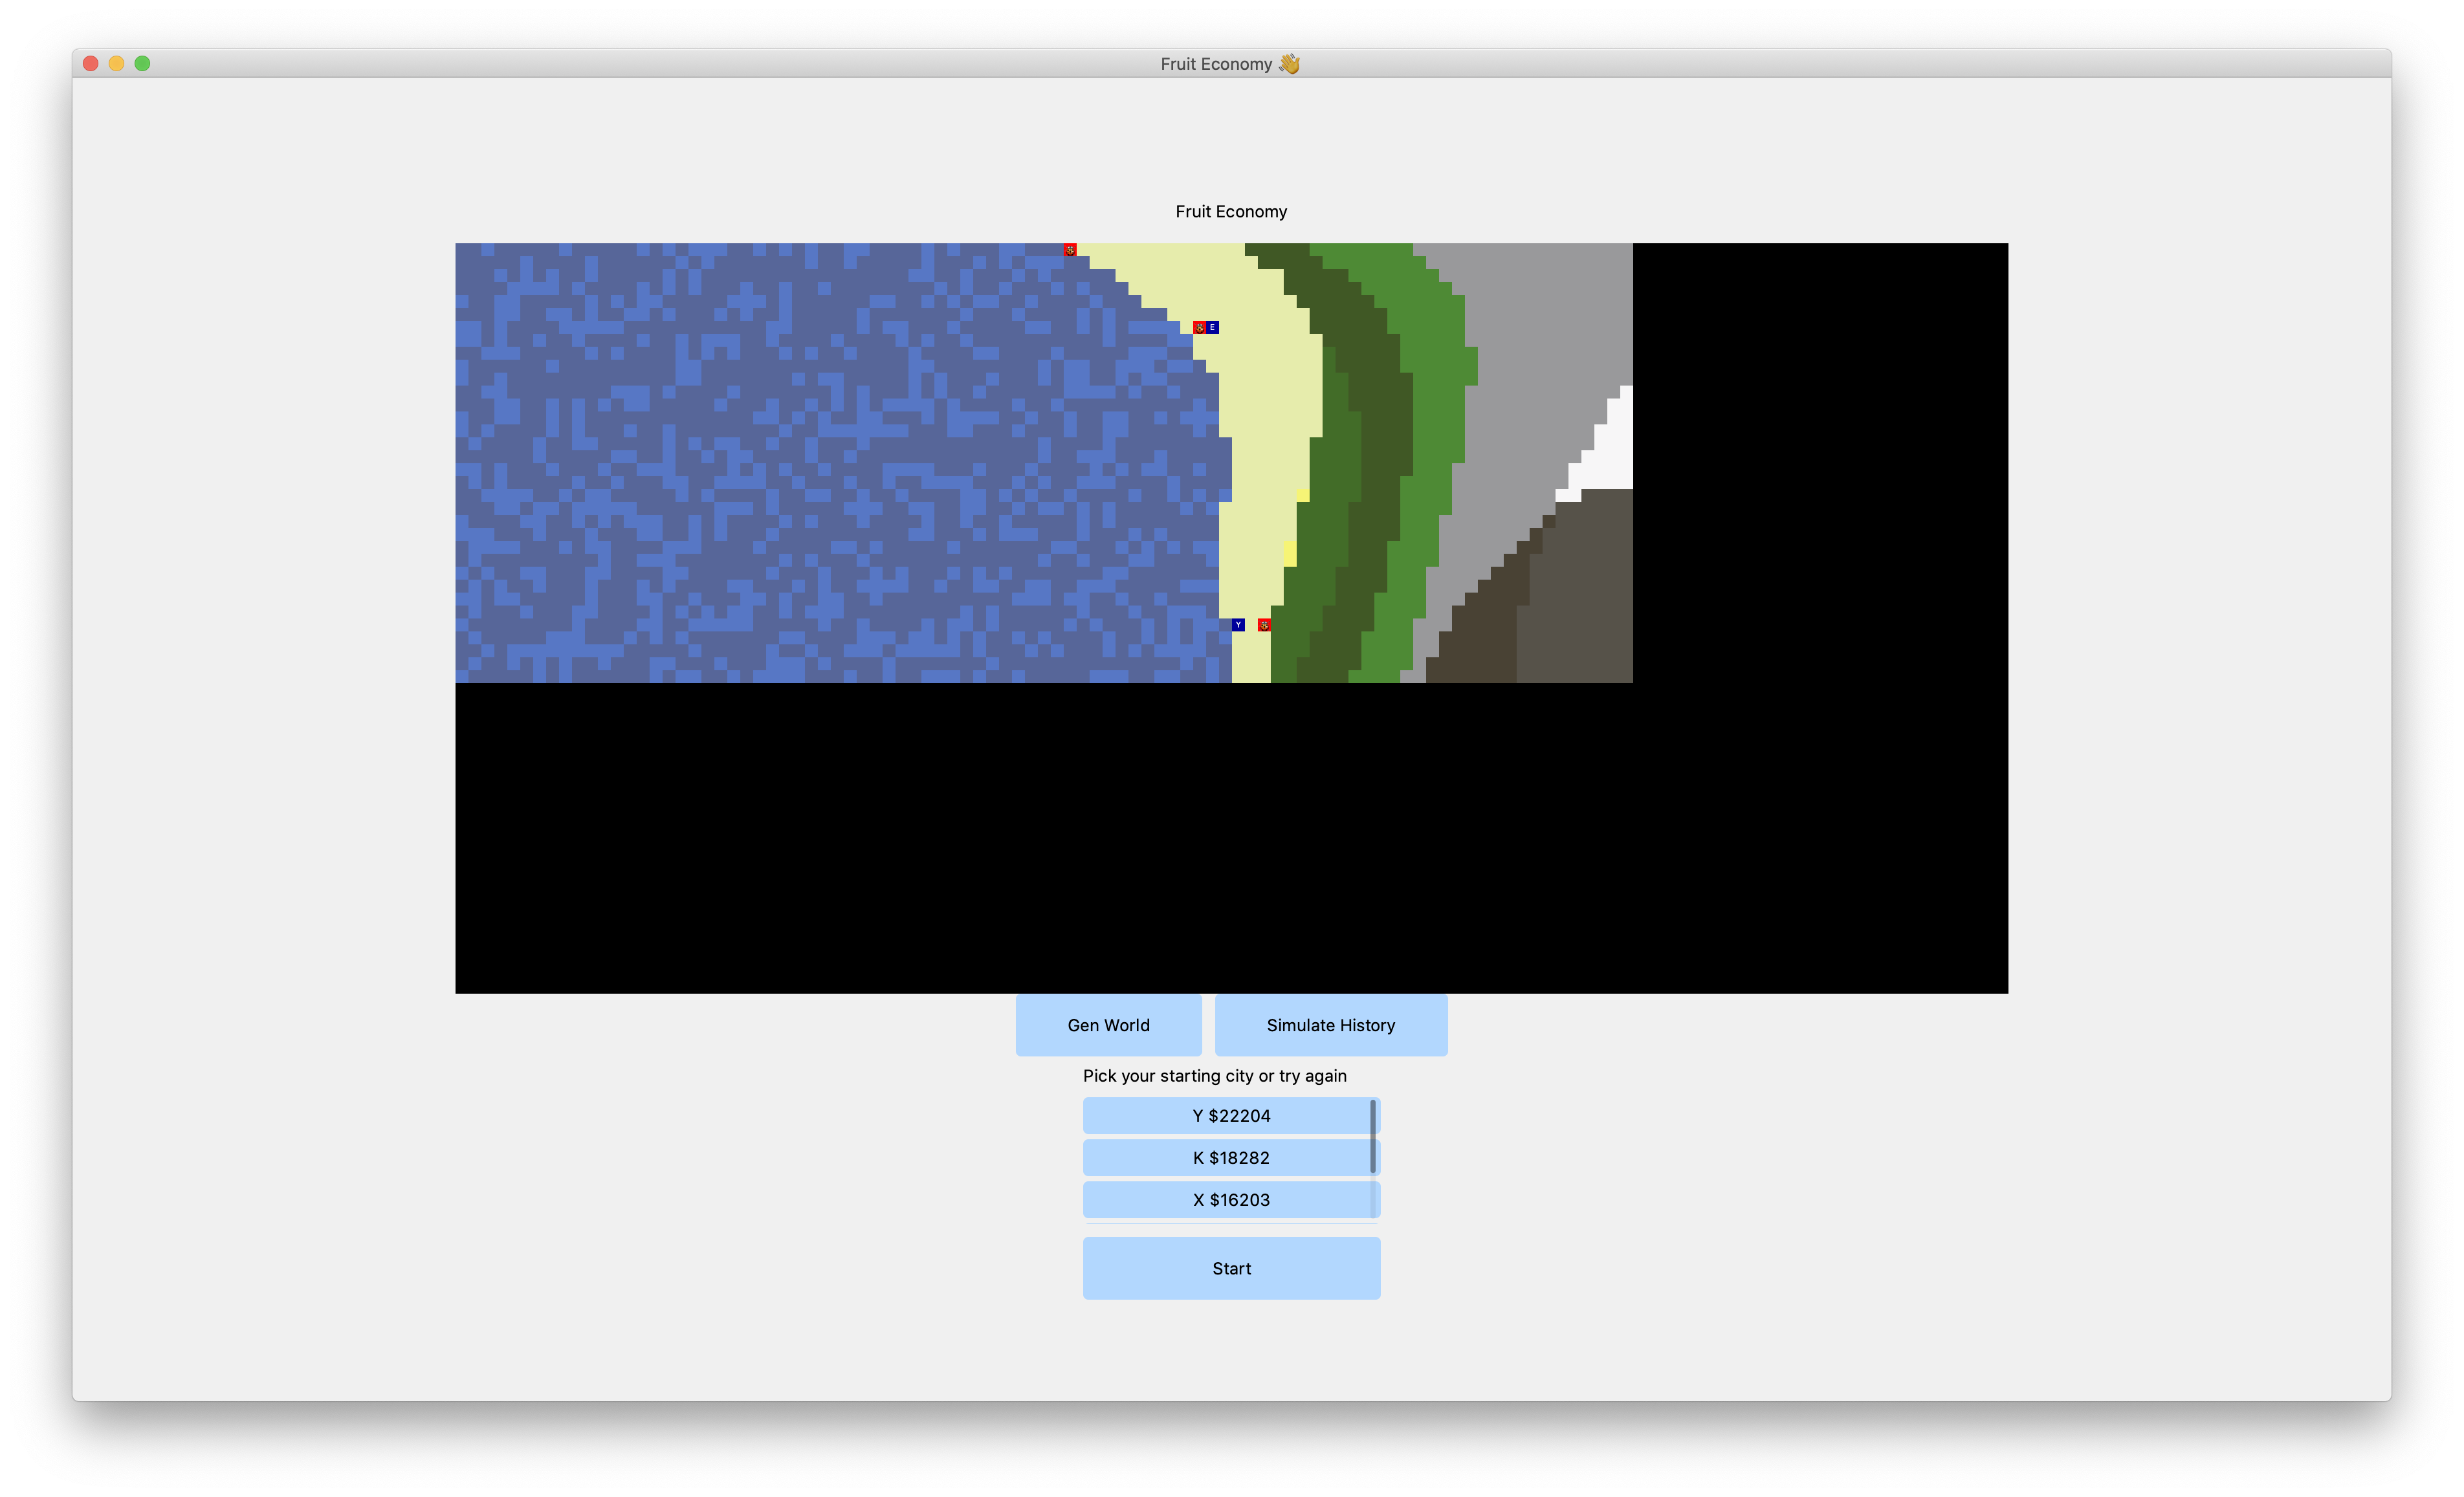 Fruit Economy 👋
Fruit Economy
E
Y
Gen World
Simulate History
Pick your starting city or try again
Y $22204
K $18282
X $16203
Start